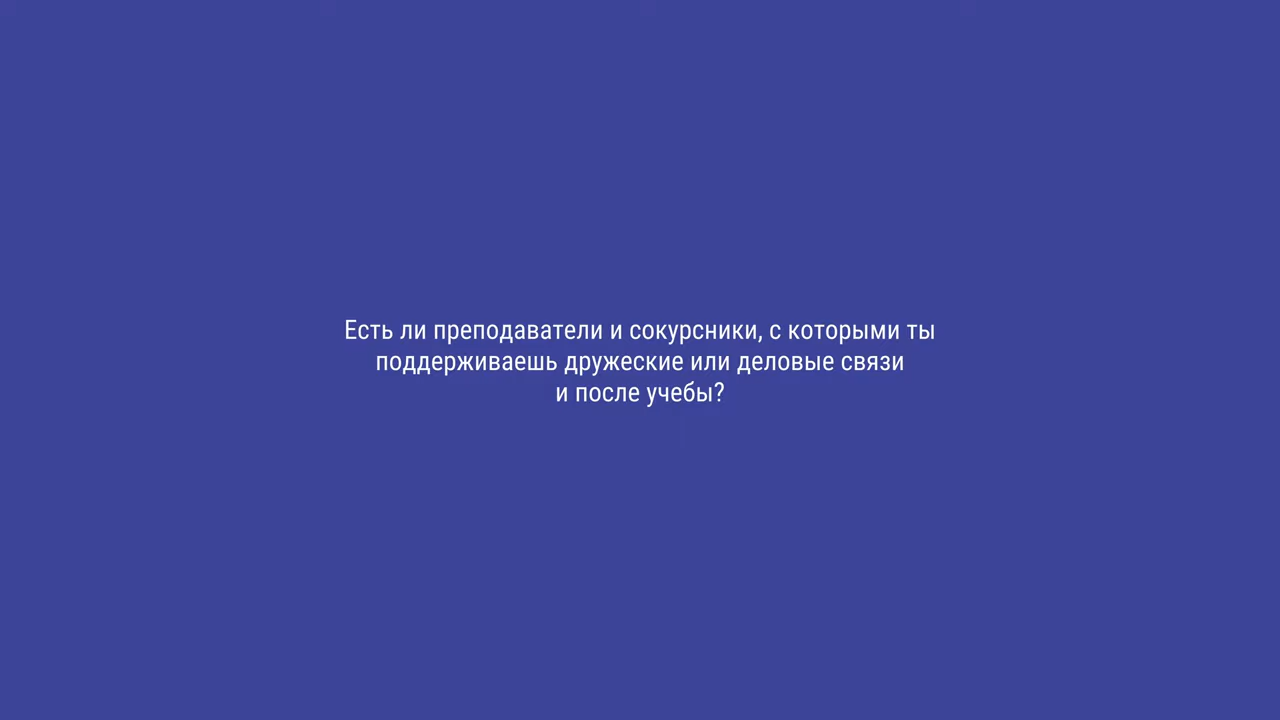 Есть ли преподаватели и сокурсники, с которыми ты
поддерживаешь дружеские или деловые связи
и после учебы?